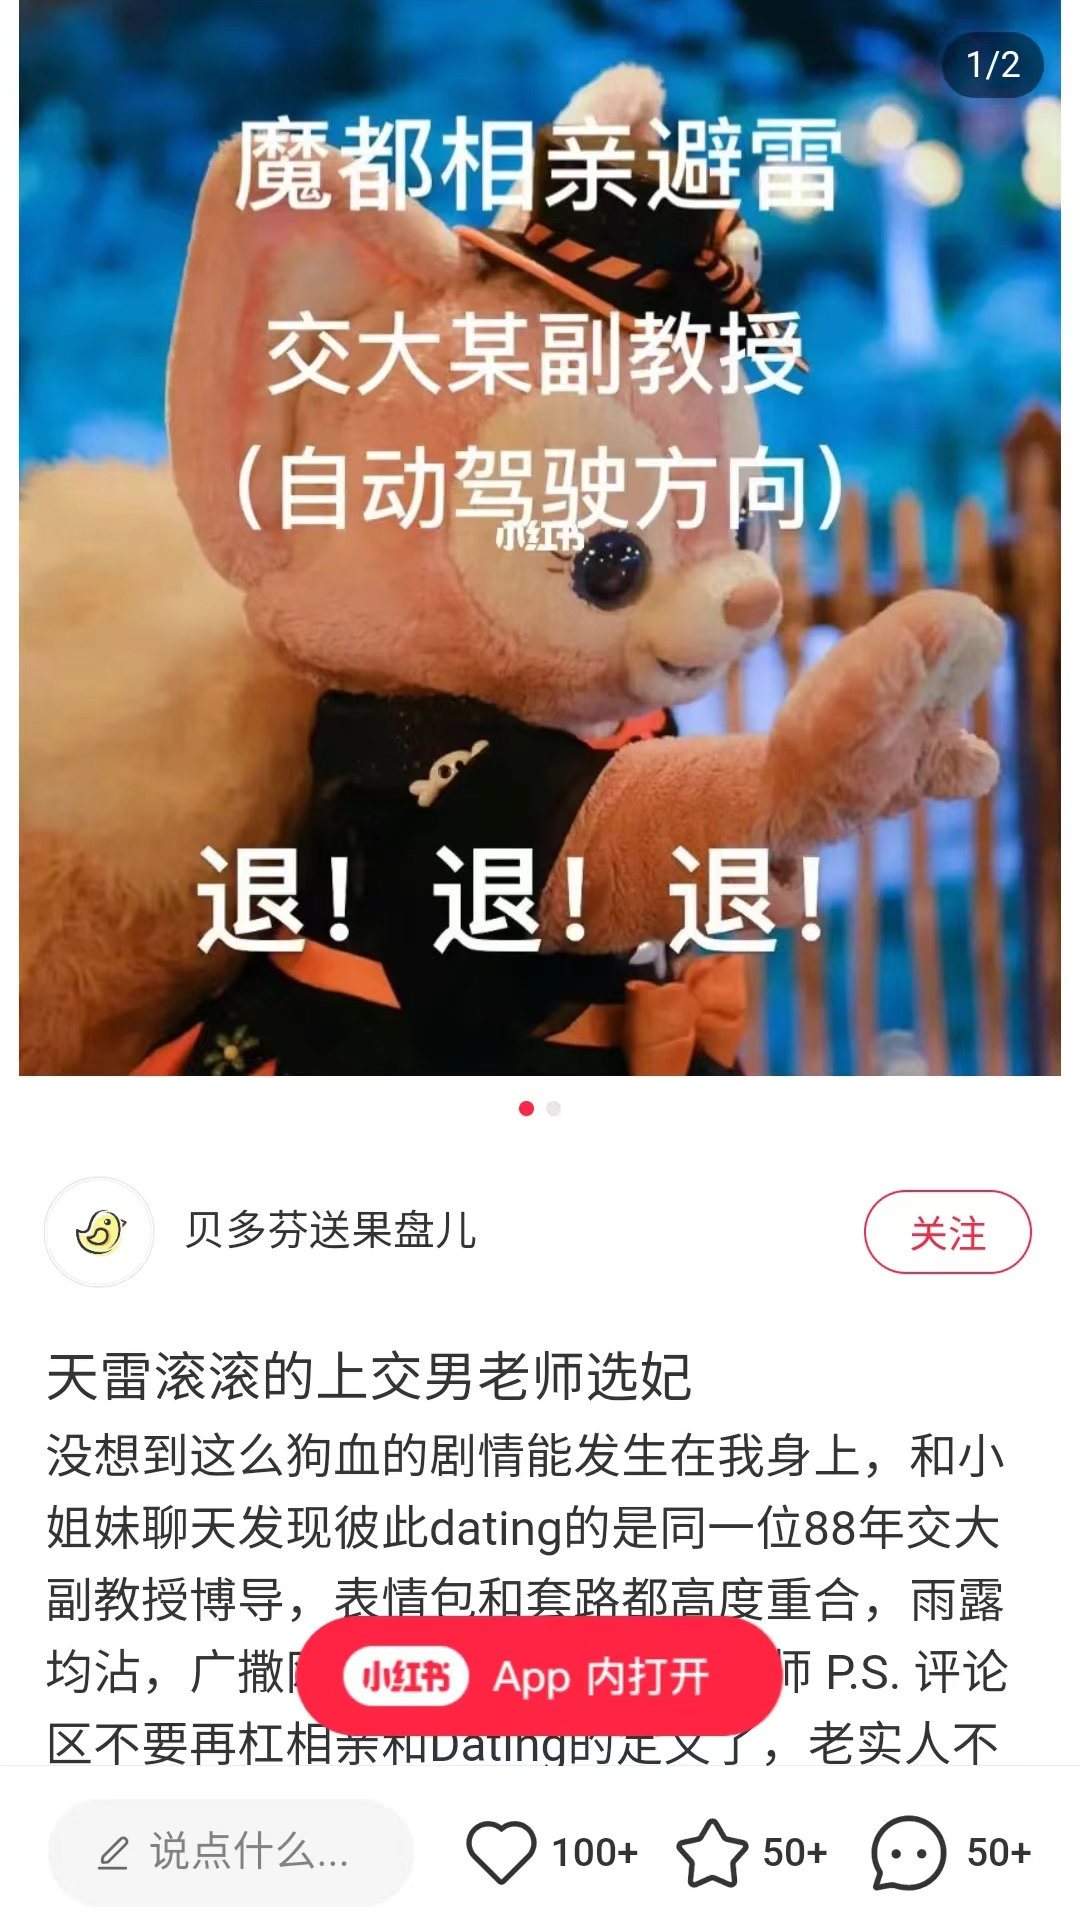 1/2
魔都相亲避雷
交大某副教授
（自动驾驶方向）
小红书
退！退！退！
贝多芬送果盘儿
关注
天雷滚滚的上交男老师选妃
没想到这么狗血的剧情能发生在我身上，和小
姐妹聊天发现彼此dating的是同一位88年交大
副教授博导，表情包和套路都高度重合，雨露
均沾，广撒
师 P.S. 评论
小红书 App 内打开
区不要再杠相亲和Dating的定义了，老实人不
说点什么...
100+
50+
50+